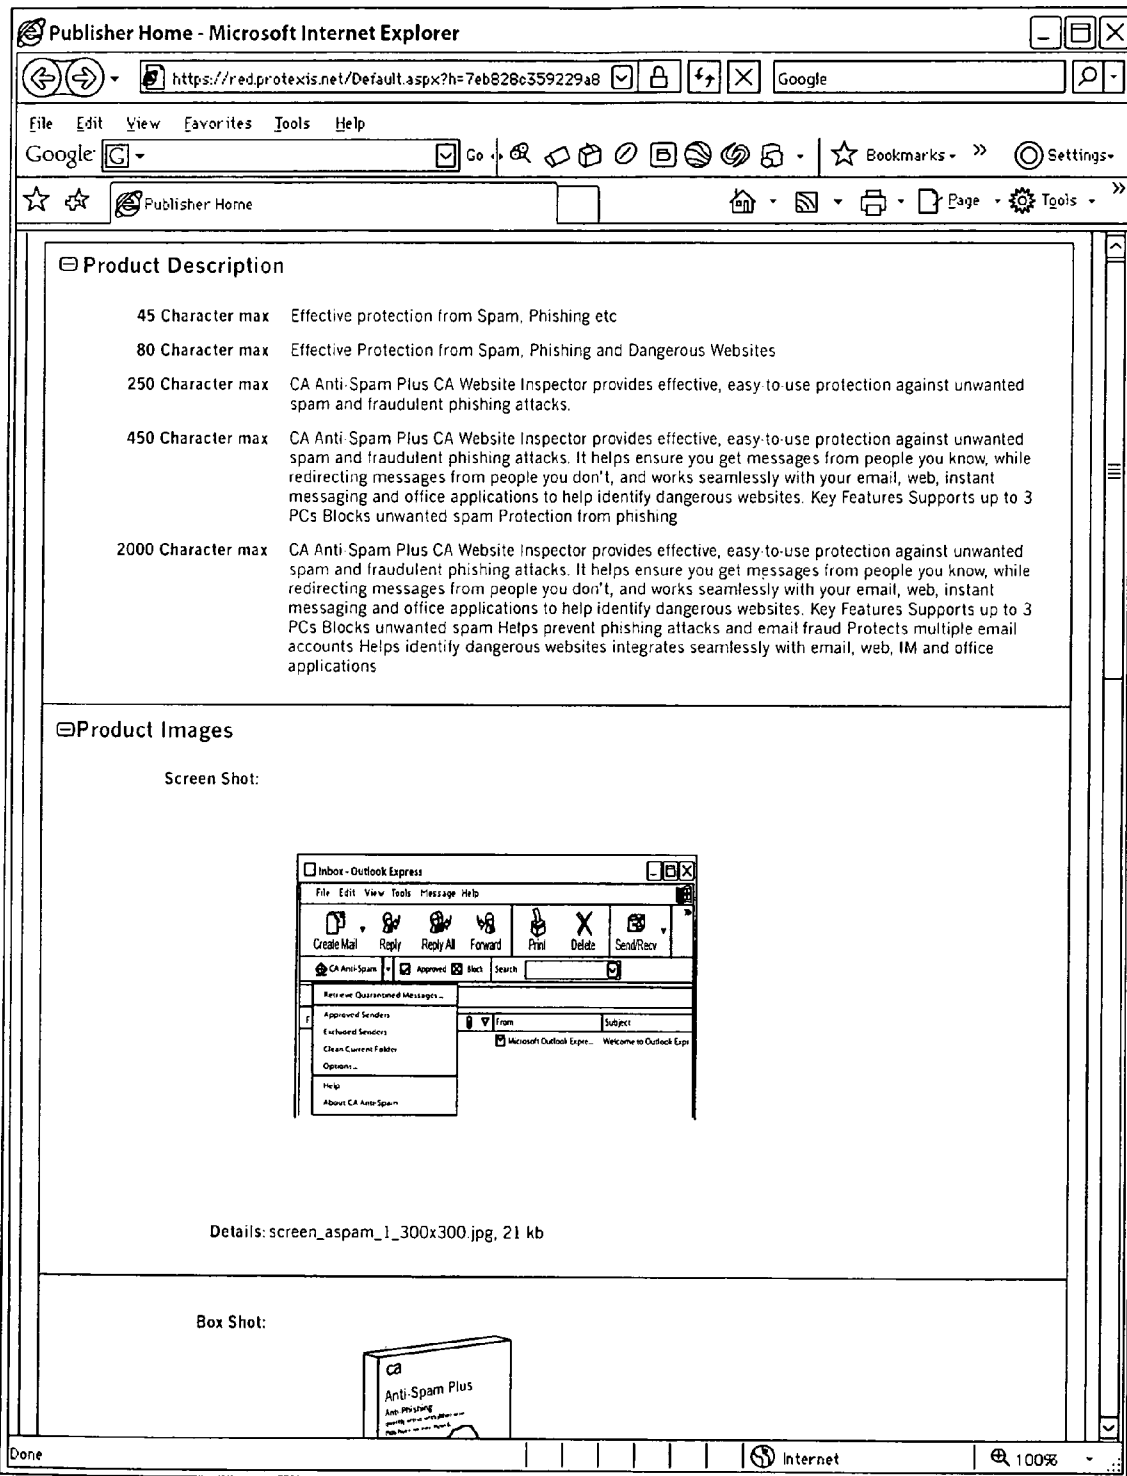 Publisher Home - Microsoft Internet Explorer
https://red.protexis.net/Default.aspx?h=7eb828c359229a8
Google
File Edit View Favorites Tools Help
Google G Go Bookmarks Settings
Publisher Home Page Tools
Product Description
45 Character max Effective protection from Spam, Phishing etc
80 Character max Effective Protection from Spam, Phishing and Dangerous Websites
250 Character max CA Anti-Spam Plus CA Website Inspector provides effective, easy-to-use protection against unwanted
spam and fraudulent phishing attacks.
450 Character max CA Anti-Spam Plus CA Website Inspector provides effective, easy-to-use protection against unwanted
spam and fraudulent phishing attacks. It helps ensure you get messages from people you know, while
redirecting messages from people you don't, and works seamlessly with your email, web, instant
messaging and office applications to help identify dangerous websites. Key Features Supports up to 3
PCs Blocks unwanted spam Protection from phishing
2000 Character max CA Anti-Spam Plus CA Website Inspector provides effective, easy-to-use protection against unwanted
spam and fraudulent phishing attacks. It helps ensure you get messages from people you know, while
redirecting messages from people you don't, and works seamlessly with your email, web, instant
messaging and office applications to help identify dangerous websites. Key Features Supports up to 3
PCs Blocks unwanted spam Helps prevent phishing attacks and email fraud Protects multiple email
accounts Helps identify dangerous websites integrates seamlessly with email, web, IM and office
applications
Product Images
Screen Shot:
Inbox - Outlook Express
File Edit View Tools Message Help
Create Mail Reply Reply All Forward Print Delete Send/Recv
CA Anti-Spam Approved Block Search
Retrieve Quarantined Messages...
Approved Senders
Excluded Senders
Clean Current Folder
Options...
Help
About CA Anti-Spam
F From Subject
Microsoft Outlook Expre... Welcome to Outlook Expr
Details: screen_aspam_1_300x300.jpg, 21 kb
Box Shot:
ca
Anti-Spam Plus
Anti-Phishing
Done Internet 100%